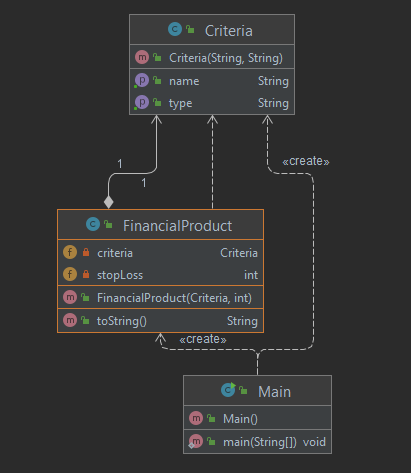 Criteria
Criteria(String, String)
name String
type String
«create»
1
1
FinancialProduct
criteria Criteria
stopLoss int
FinancialProduct(Criteria, int)
toString() String
«create»
Main
Main()
main(String[]) void